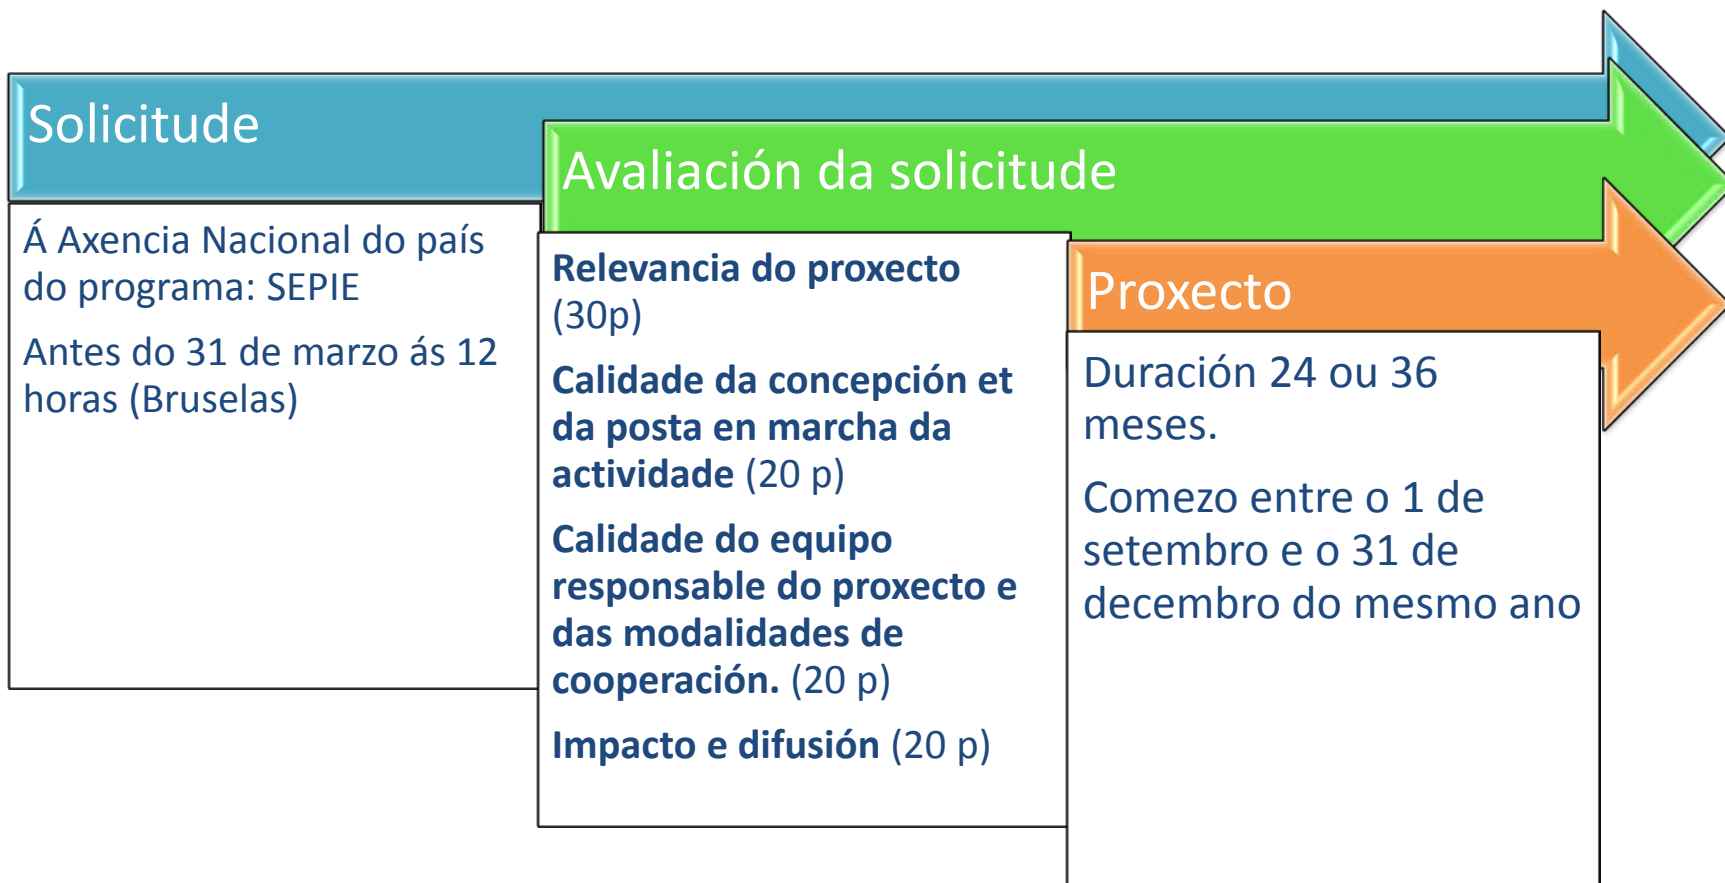 Solicitude
Á Axencia Nacional do país
do programa: SEPIE
Antes do 31 de marzo ás 12
horas (Bruselas)
Avaliación da solicitude
Relevancia do proxecto
(30p)
Calidade da concepción et
da posta en marcha da
actividade (20 p)
Calidade do equipo
responsable do proxecto e
das modalidades de
cooperación. (20 p)
Impacto e difusión (20 p)
Proxecto
Duración 24 ou 36
meses.
Comezo entre o 1 de
setembro e o 31 de
decembro do mesmo ano